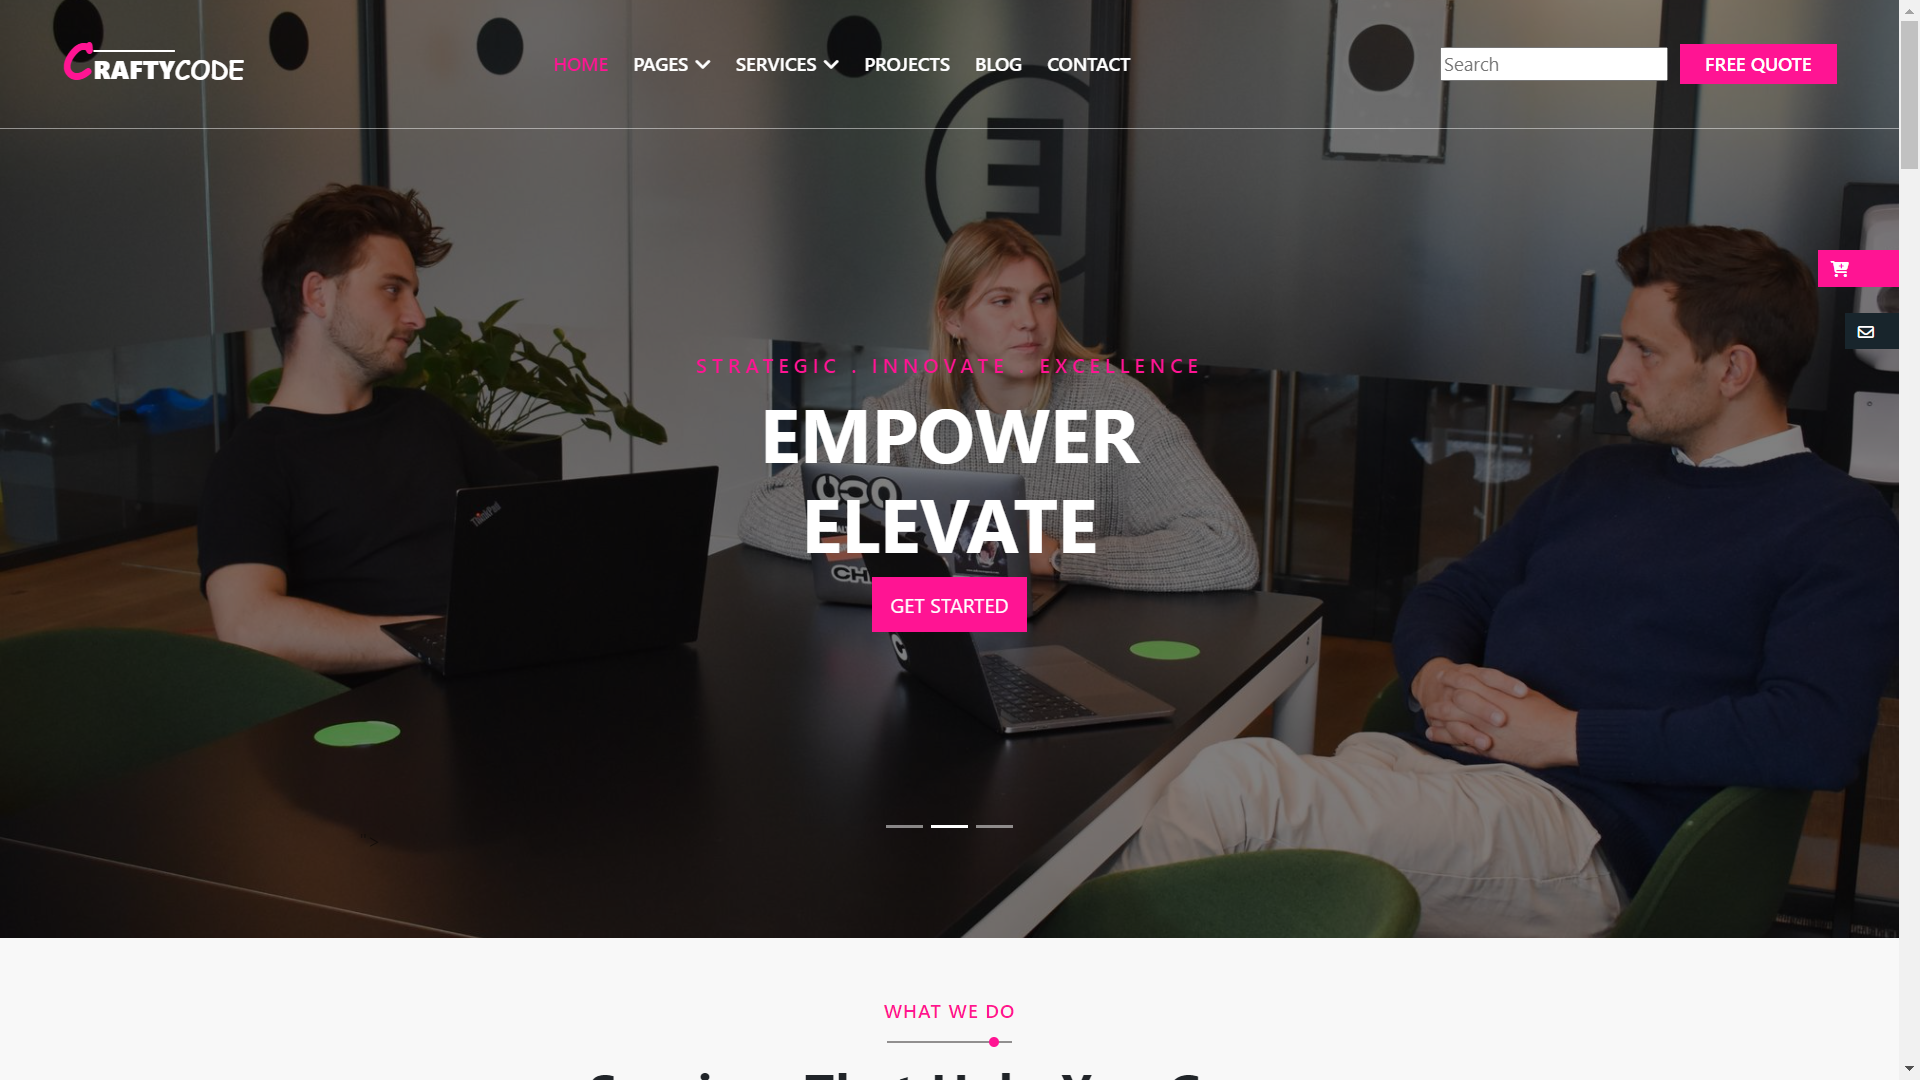 CRAFTYCODE
HOME PAGES SERVICES PROJECTS BLOG CONTACT
Search
FREE QUOTE
STRATEGIC . INNOVATE . EXCELLENCE
EMPOWER
ELEVATE
GET STARTED
ThinkPad
WHAT WE DO